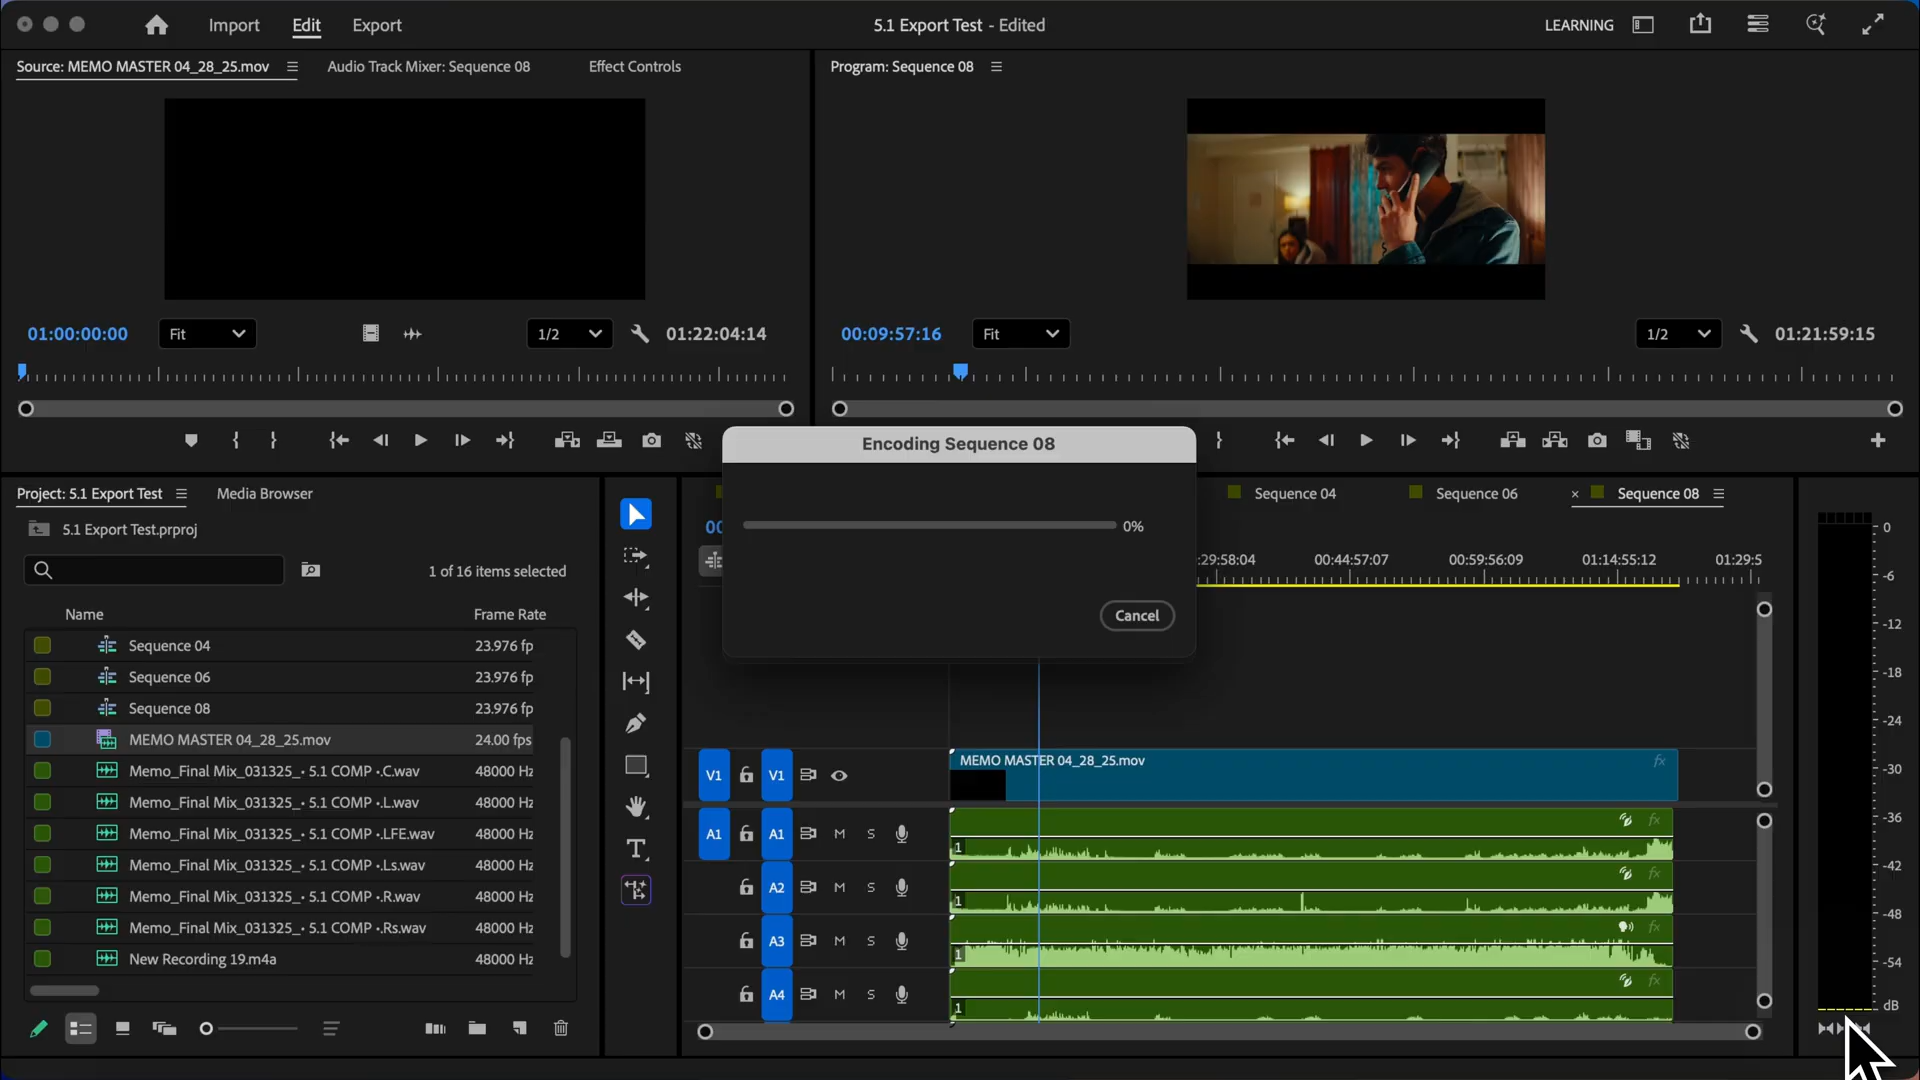 Import
Edit
Export
5.1 Export Test - Edited
LEARNING
Source: MEMO MASTER 04_28_25.mov
Audio Track Mixer: Sequence 08
Effect Controls
Program: Sequence 08
01:00:00:00
Fit
1/2
01:22:04:14
00:09:57:16
Fit
1/2
01:21:59:15
Encoding Sequence 08
0%
Cancel
Project: 5.1 Export Test
Media Browser
5.1 Export Test.prproj
1 of 16 items selected
Name
Frame Rate
Sequence 04
23.976 fp
Sequence 06
23.976 fp
Sequence 08
23.976 fp
MEMO MASTER 04_28_25.mov
24.00 fps
Memo_Final Mix_031325_• 5.1 COMP •.C.wav
48000 Hz
Memo_Final Mix_031325_• 5.1 COMP •.L.wav
48000 Hz
Memo_Final Mix_031325_• 5.1 COMP •.LFE.wav
48000 Hz
Memo_Final Mix_031325_• 5.1 COMP •.Ls.wav
48000 Hz
Memo_Final Mix_031325_• 5.1 COMP •.R.wav
48000 Hz
Memo_Final Mix_031325_• 5.1 COMP •.Rs.wav
48000 Hz
New Recording 19.m4a
48000 Hz
Sequence 04
Sequence 06
Sequence 08
00
:29:58:04
00:44:57:07
00:59:56:09
01:14:55:12
01:29:5
V1
V1
MEMO MASTER 04_28_25.mov
fx
A1
A1
M
S
1
fx
A2
M
S
1
fx
A3
M
S
1
fx
A4
M
S
1
fx
0
-6
-12
-18
-24
-30
-36
-42
-48
-54
dB